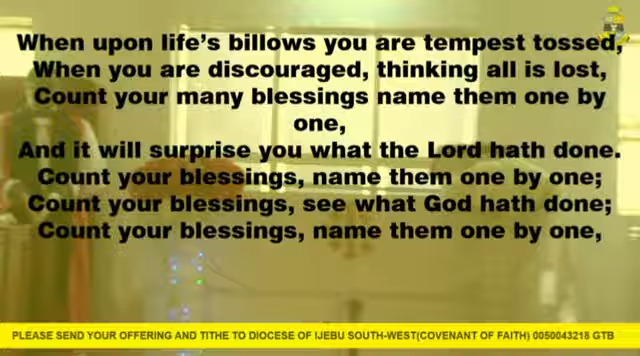 When upon life's billows you are tempest tossed,
When you are discouraged, thinking all is lost,
Count your many blessings name them one by
one,
And it will surprise you what the Lord hath done.
Count your blessings, name them one by one;
Count your blessings, see what God hath done;
Count your blessings, name them one by one,
PLEASE SEND YOUR OFFERING AND TITHE TO DIOCESE OF IJEBU SOUTH-WEST(COVENANT OF FAITH) 0050043218 GTB